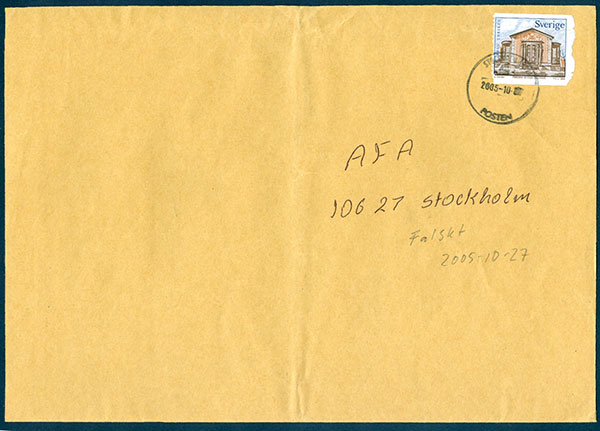 Sverige
2005-10-
POSTEN
AFA
106 27 Stockholm
Falskt
2005-10-27